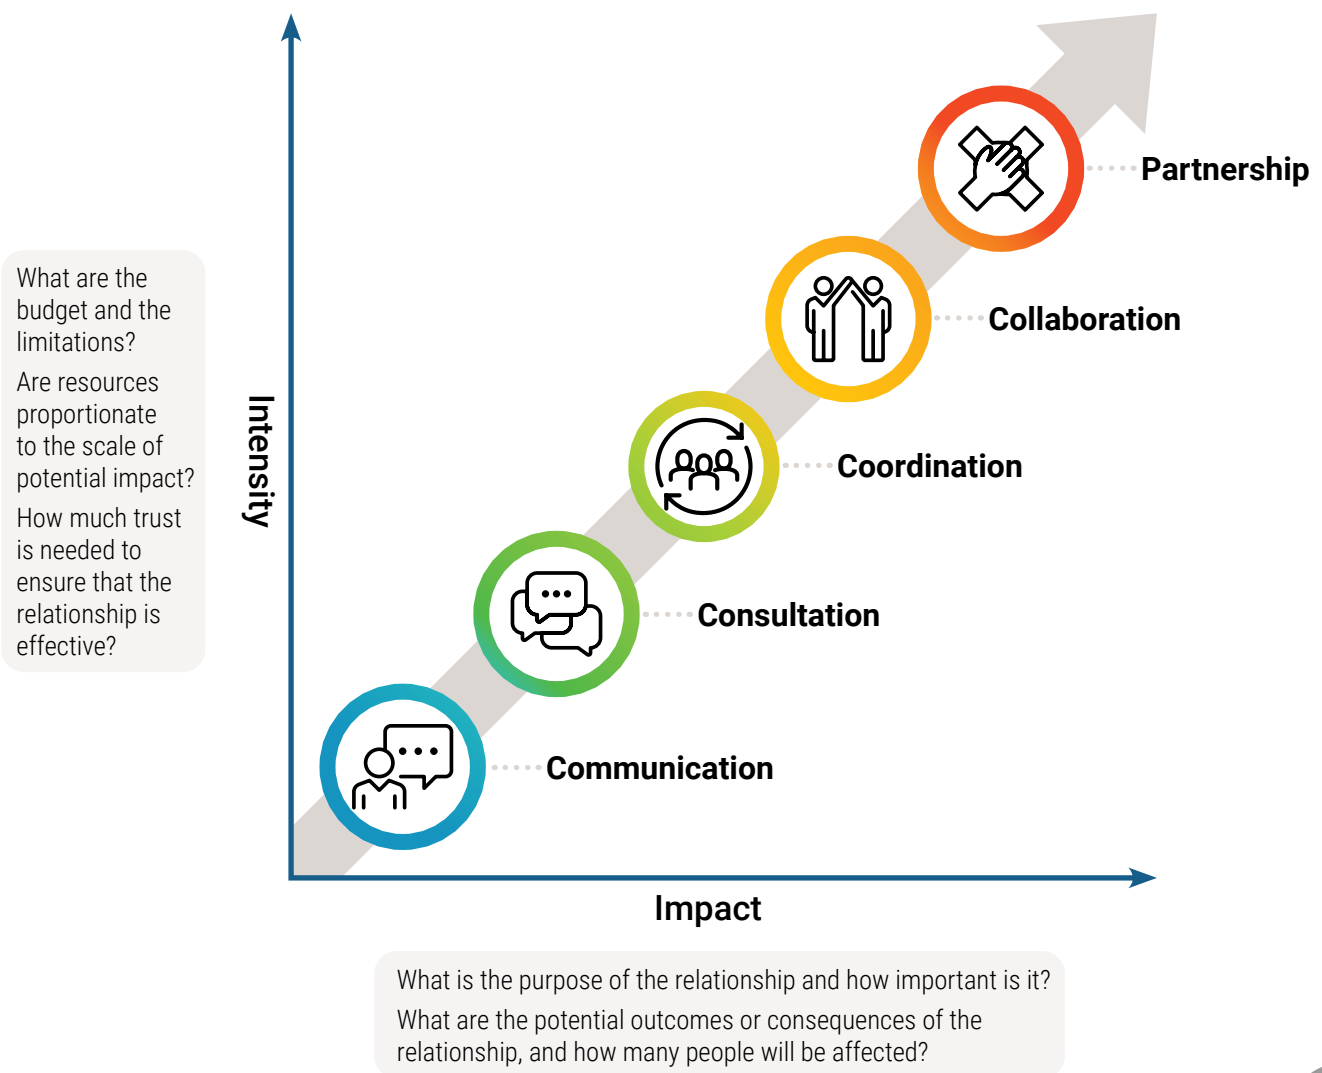 Partnership
Collaboration
Coordination
Consultation
Communication
What are the
budget and the
limitations?
Are resources
proportionate
to the scale of
potential impact?
How much trust
is needed to
ensure that the
relationship is
effective?
Intensity
Impact
What is the purpose of the relationship and how important is it?
What are the potential outcomes or consequences of the
relationship, and how many people will be affected?